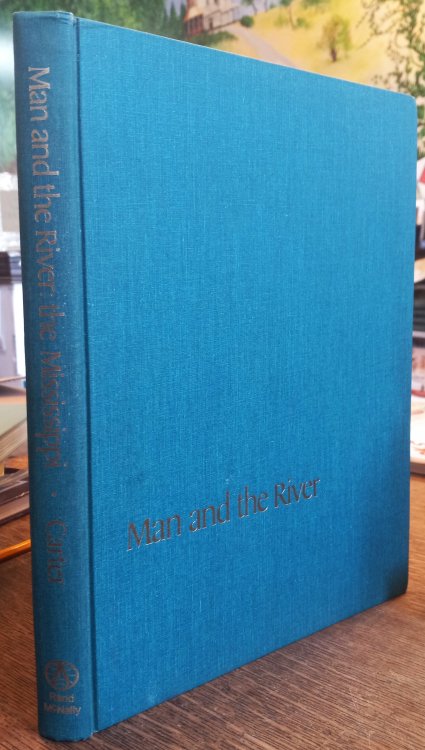 Man and the River: the Mississippi · Carter
Rand
McNally
Man and the River